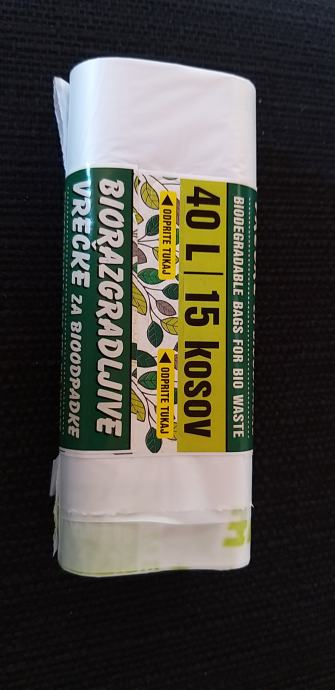 BIODEGRADABLE BAGS FOR BIO WASTE
40 L | 15 kosov
ODPRITE TUKAJ
ODPRITE TUKAJ
BIORAZGRADLJIVE
VREČKE ZA BIOODPADKE